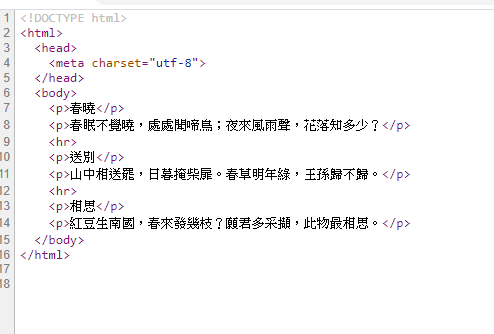 1 <!DOCTYPE html>
2 <html>
3   <head>
4     <meta charset="utf-8">
5   </head>
6   <body>
7     <p>春曉</p>
8     <p>春眠不覺曉，處處聞啼鳥；夜來風雨聲，花落知多少？</p>
9     <hr>
10     <p>送別</p>
11     <p>山中相送罷，日暮掩柴扉。春草明年綠，王孫歸不歸。</p>
12     <hr>
13     <p>相思</p>
14     <p>紅豆生南國，春來發幾枝？願君多采擷，此物最相思。</p>
15   </body>
16 </html>
17
18